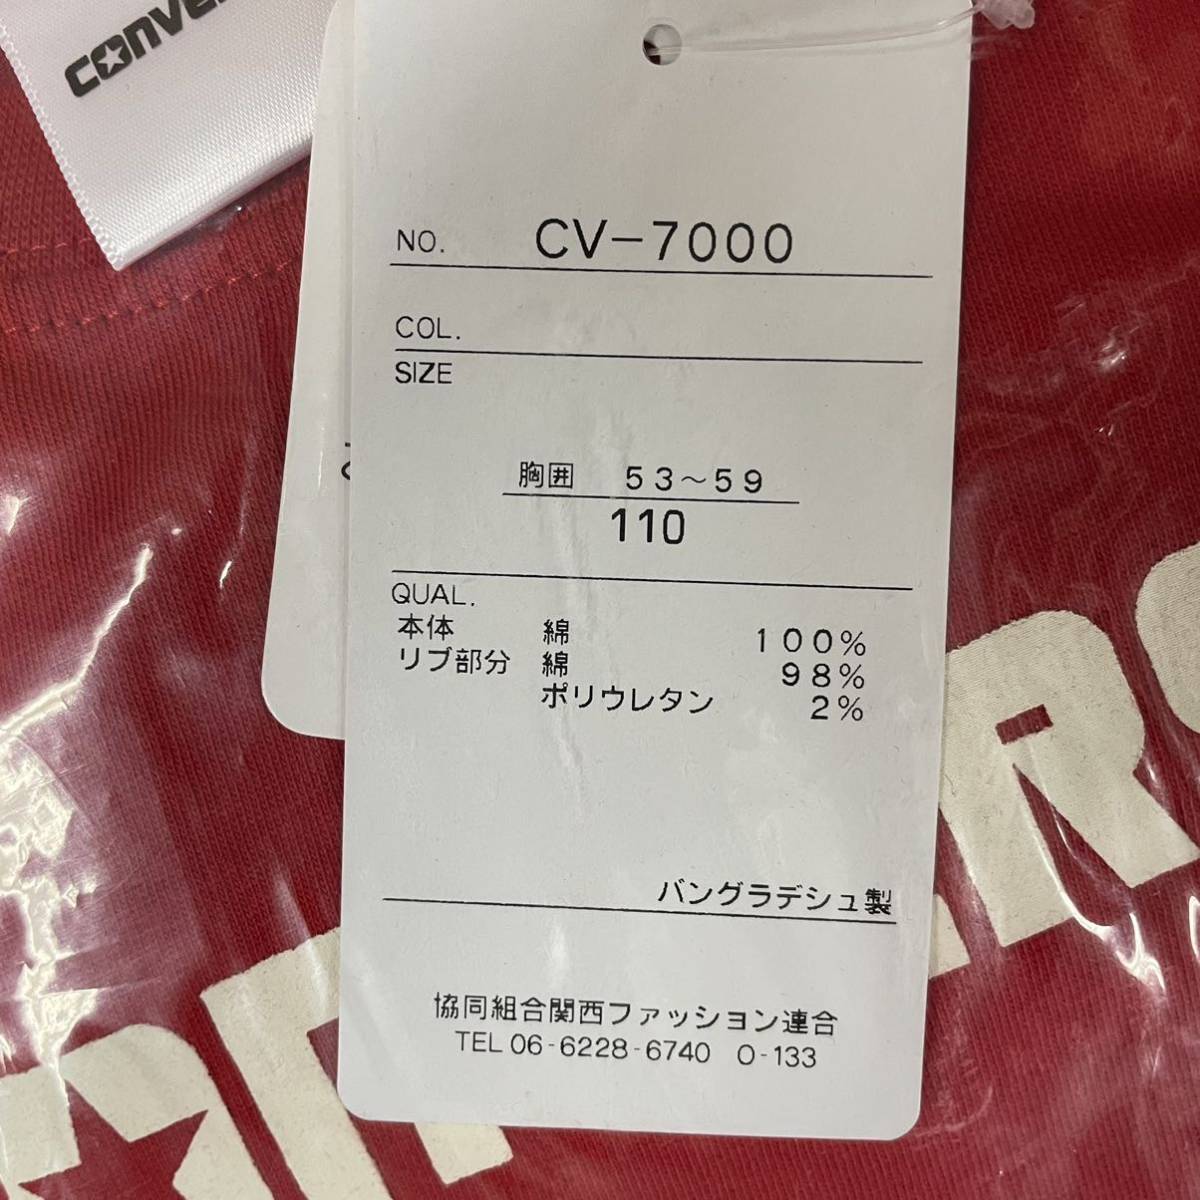 NO. CV-7000
COL.
SIZE
胸囲 53～59
110
QUAL.
本体 綿 100%
リブ部分 綿 98%
ポリウレタン 2%
バングラデシュ製
協同組合関西ファッション連合
TEL 06-6228-6740 O-133